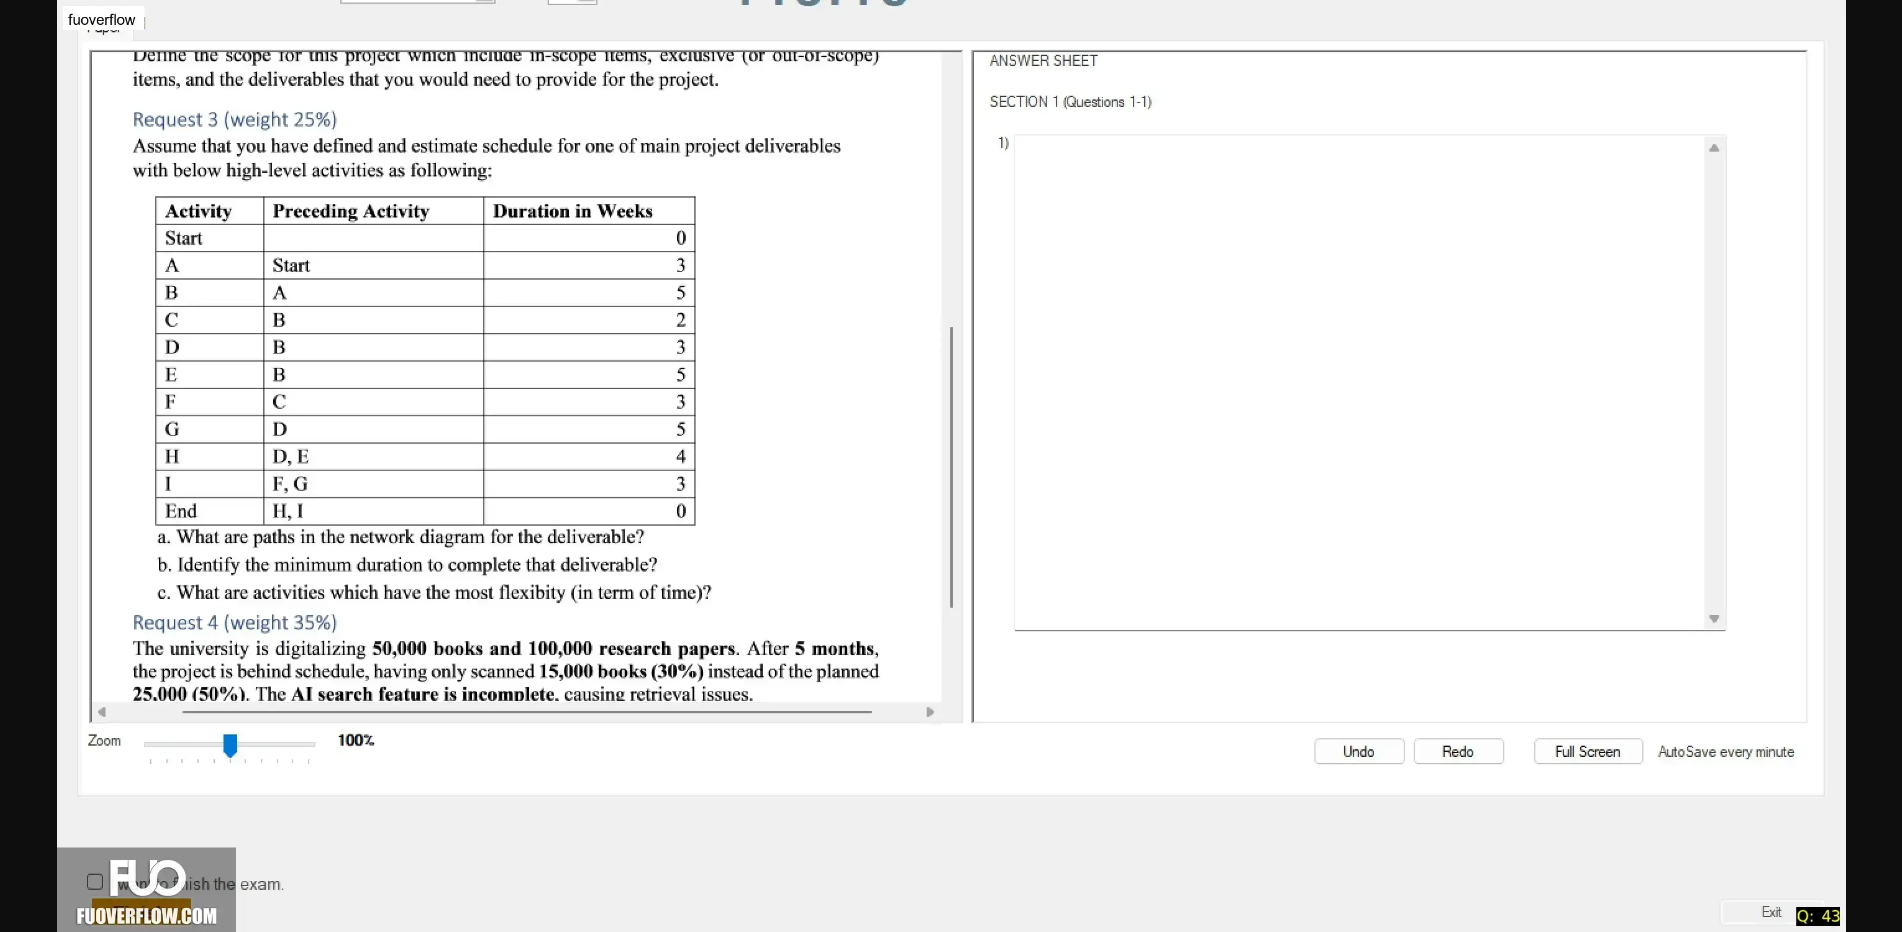 fuoverflow
Define the scope for this project which include in-scope items, exclusive (or out-of-scope)
items, and the deliverables that you would need to provide for the project.
Request 3 (weight 25%)
Assume that you have defined and estimate schedule for one of main project deliverables
with below high-level activities as following:
Activity Preceding Activity Duration in Weeks
Start 0
A Start 3
B A 5
C B 2
D B 3
E B 5
F C 3
G D 5
H D, E 4
I F, G 3
End H, I 0
a. What are paths in the network diagram for the deliverable?
b. Identify the minimum duration to complete that deliverable?
c. What are activities which have the most flexibity (in term of time)?
Request 4 (weight 35%)
The university is digitalizing 50,000 books and 100,000 research papers. After 5 months,
the project is behind schedule, having only scanned 15,000 books (30%) instead of the planned
25,000 (50%). The AI search feature is incomplete, causing retrieval issues.
Zoom 100%
ANSWER SHEET
SECTION 1 (Questions 1-1)
1)
Undo Redo Full Screen AutoSave every minute
FUO
finish the exam.
FUOVERFLOW.COM
Exit Q: 43